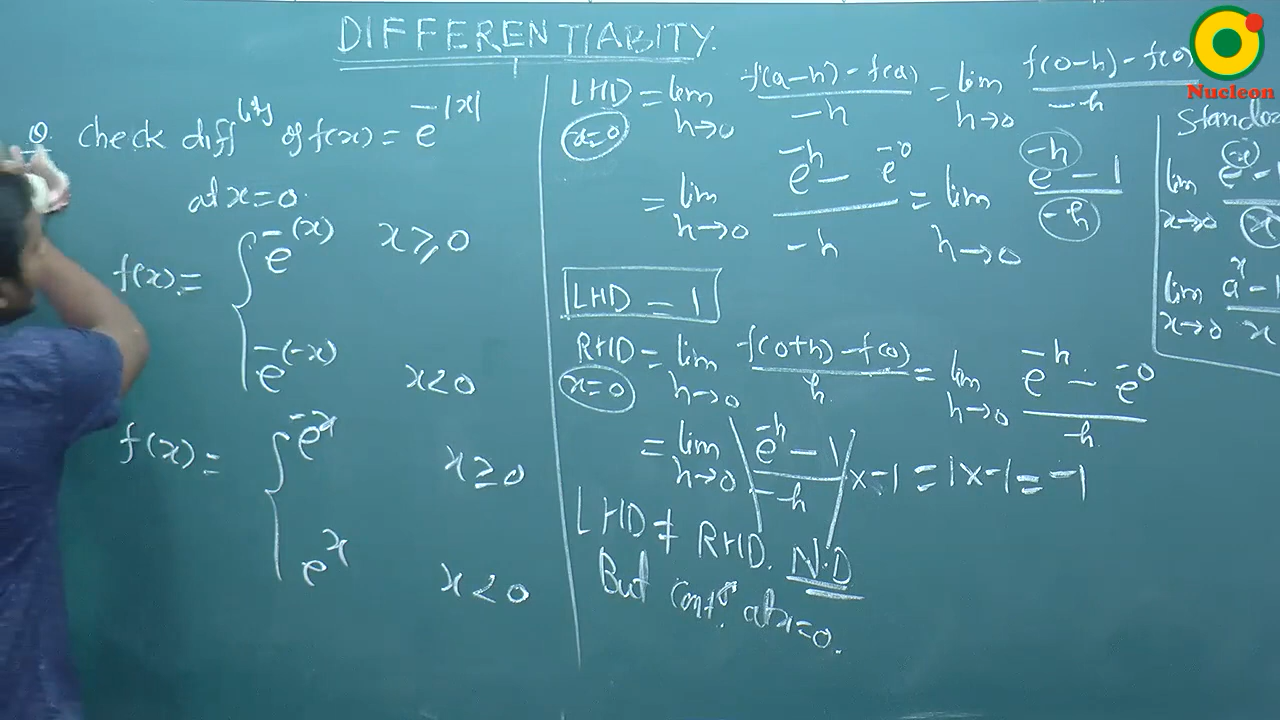 DIFFERENTIABITY.
Q. Check diff^lity of f(x) = e^-|x|
at x=0.
f(x) = { e^-(x) x ≥ 0
e^-(-x) x < 0
f(x) = { e^-x x ≥ 0
e^x x < 0
LHD = lim h→0 f(a-h) - f(a) / -h = lim h→0 f(0-h) - f(0) / -h
(x=0)
= lim h→0 e^-h - e^-0 / -h = lim h→0 e^-h - 1 / -h
LHD = 1
RHD = lim h→0 f(0+h) - f(0) / h = lim h→0 e^-h - e^-0 / h
(x=0)
= lim h→0 (e^-h - 1 / -h) x -1 = 1 x -1 = -1
LHD ≠ RHD. N.D
But cont^s at x=0.
Standa
lim x→0 e^x - 1 / x
lim x→0 a^x - 1 / x
Nucleon